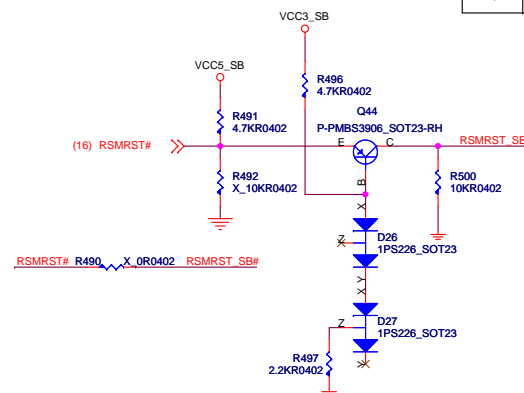 VCC3_SB
VCC5_SB
R496
4.7KR0402
Q44
P-PMBS3906_SOT23-RH
R491
4.7KR0402
(16) RSMRST#
E
C
RSMRST_SB
B
R492
X_10KR0402
R500
10KR0402
X
Z
D26
1PS226_SOT23
RSMRST#
R490
X_0R0402
RSMRST_SB#
Y
X
Z
D27
1PS226_SOT23
R497
2.2KR0402
Y